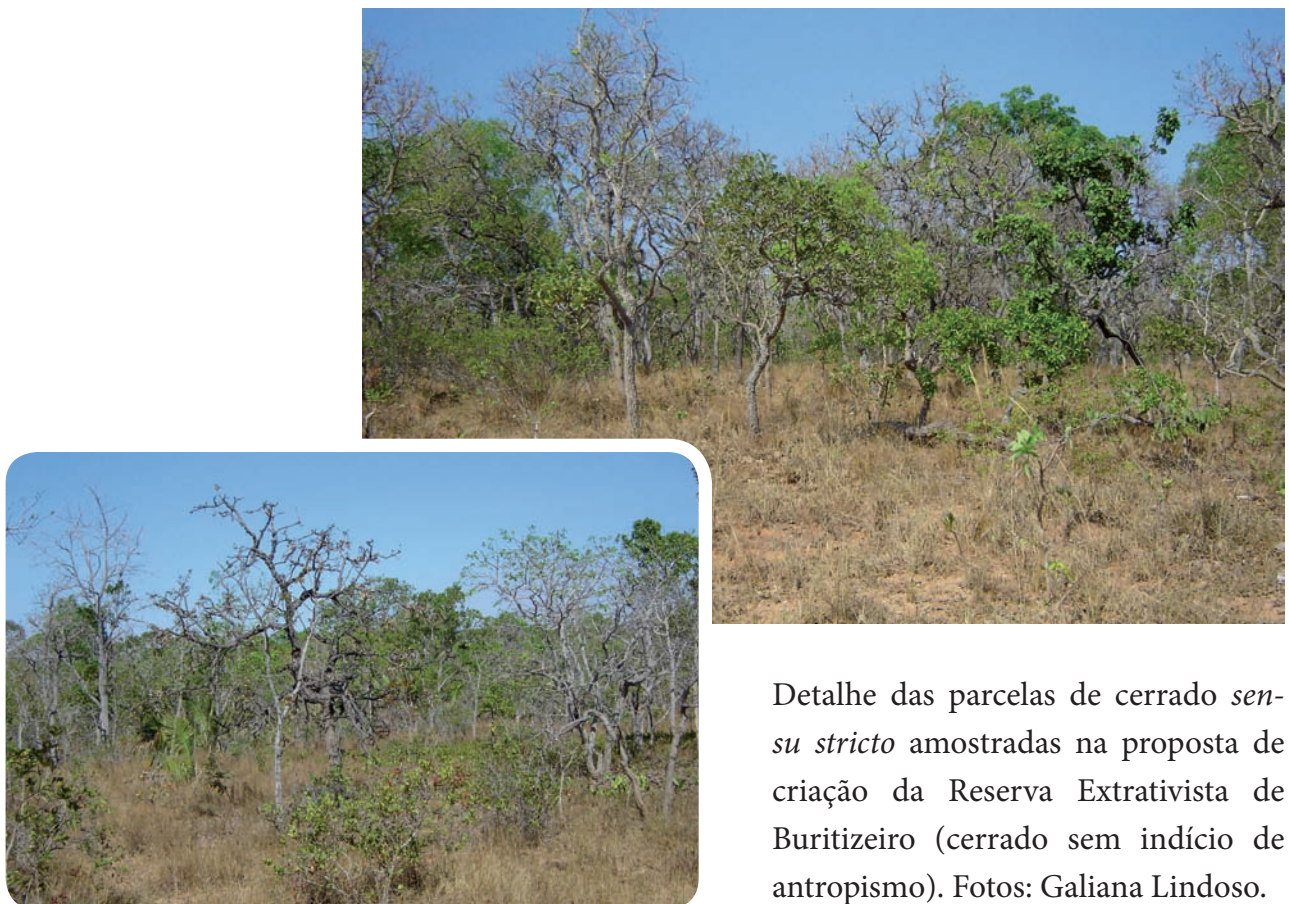 Detalhe das parcelas de cerrado sen-
su stricto amostradas na proposta de
criação da Reserva Extrativista de
Buritizeiro (cerrado sem indício de
antropismo). Fotos: Galiana Lindoso.